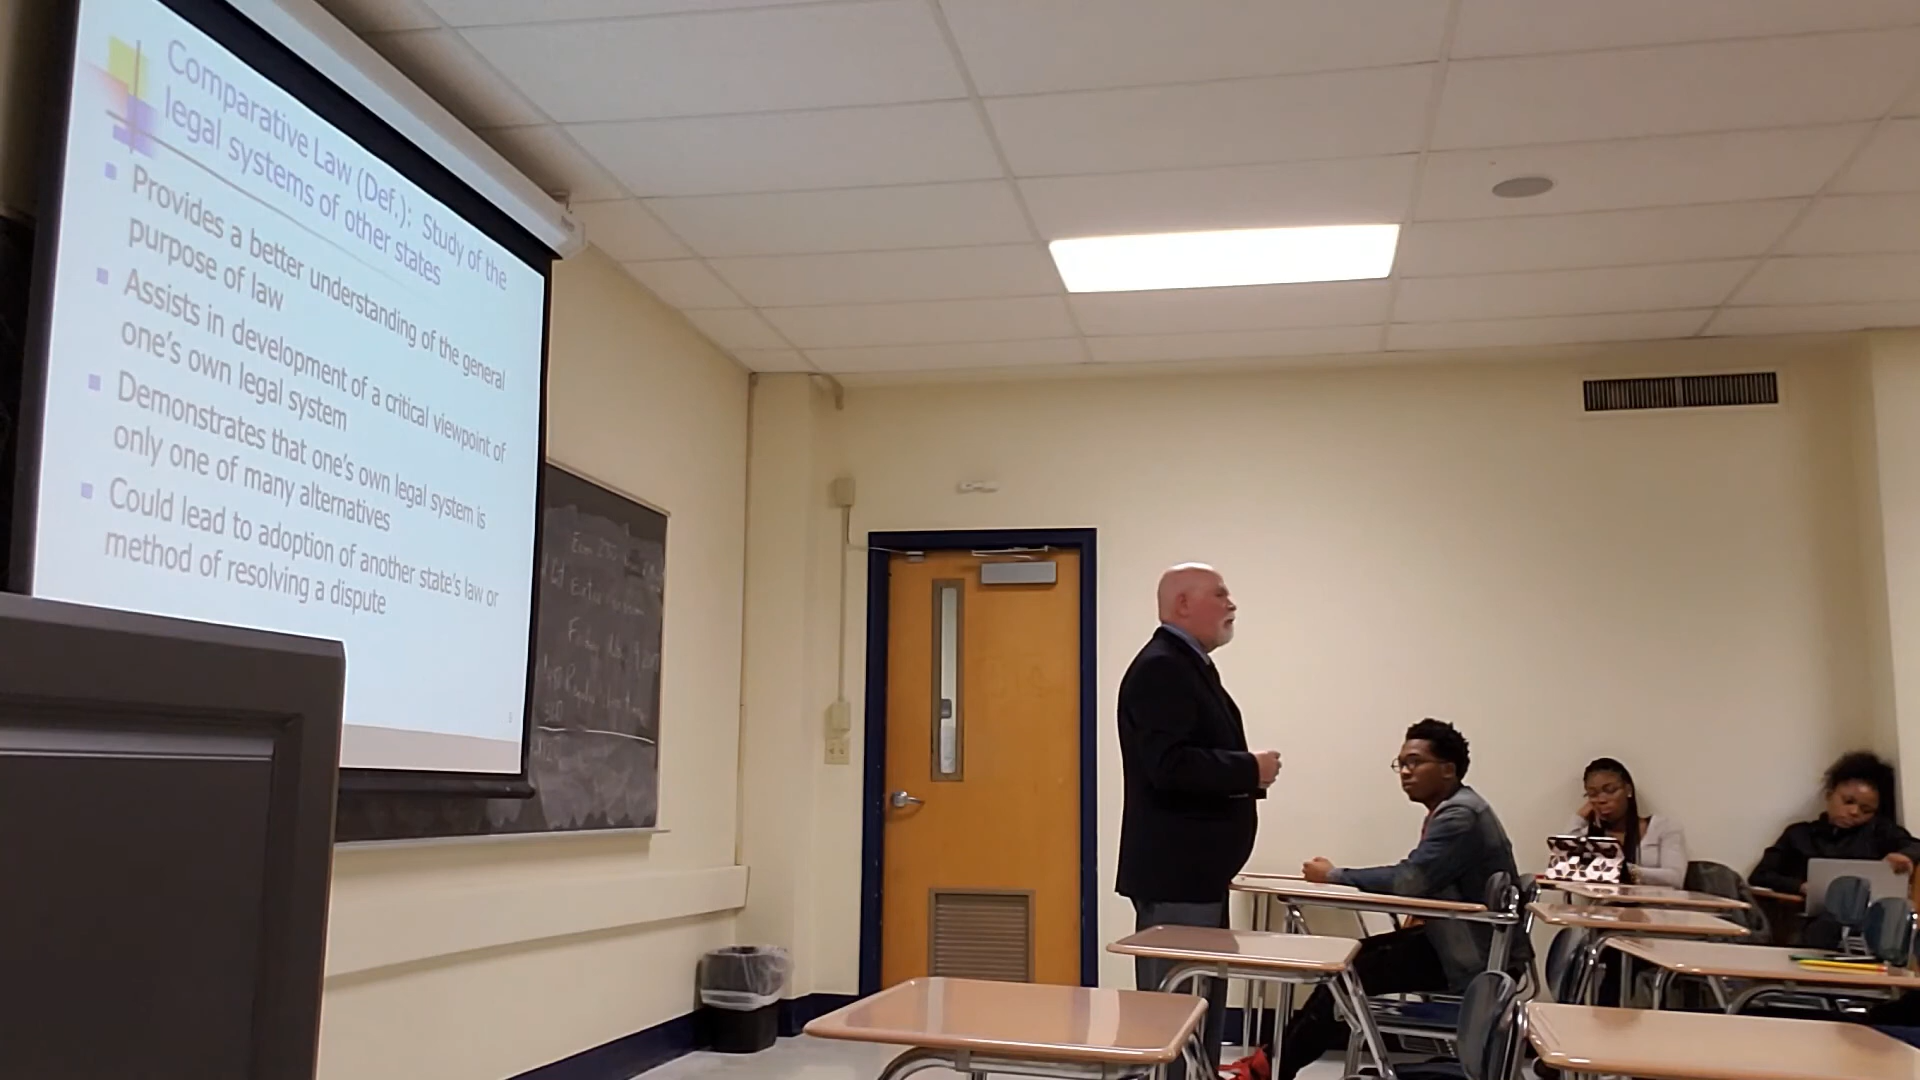 Comparative Law (Def.): Study of the
legal systems of other states
Provides a better understanding of the general
purpose of law
Assists in development of a critical viewpoint of
one's own legal system
Demonstrates that one's own legal system is
only one of many alternatives
Could lead to adoption of another state's law or
method of resolving a dispute